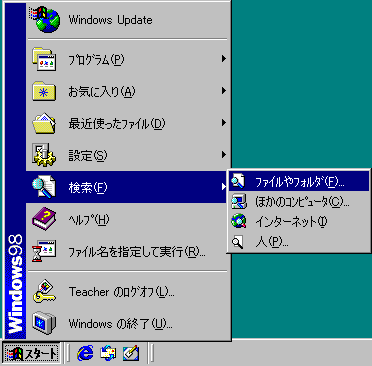 Windows Update
プログラム(P)
お気に入り(A)
最近使ったファイル(D)
設定(S)
検索(F)
ヘルプ(H)
ファイル名を指定して実行(R)...
Teacher のログオフ(L)...
Windows の終了(U)...
ファイルやフォルダ(F)...
ほかのコンピュータ(C)...
インターネット(I)
人(P)...
Windows98
スタート